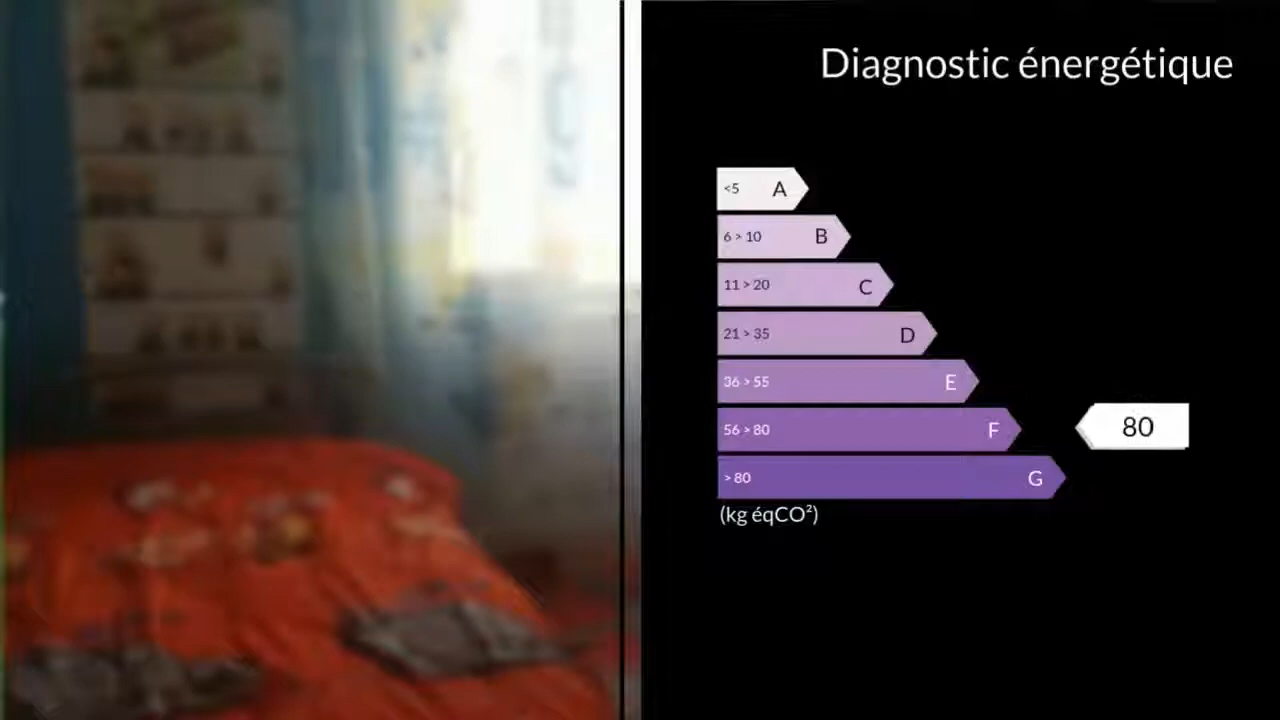 Diagnostic énergétique
<5 A
6 > 10 B
11 > 20 C
21 > 35 D
36 > 55 E
56 > 80 F
80
> 80 G
(kg éqCO²)